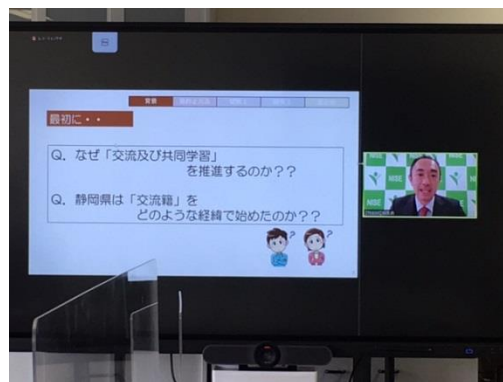 背景
最初に・・
Q. なぜ「交流及び共同学習」
を推進するのか??
Q. 静岡県は「交流籍」を
どのような経緯で始めたのか??
NISE
NISE